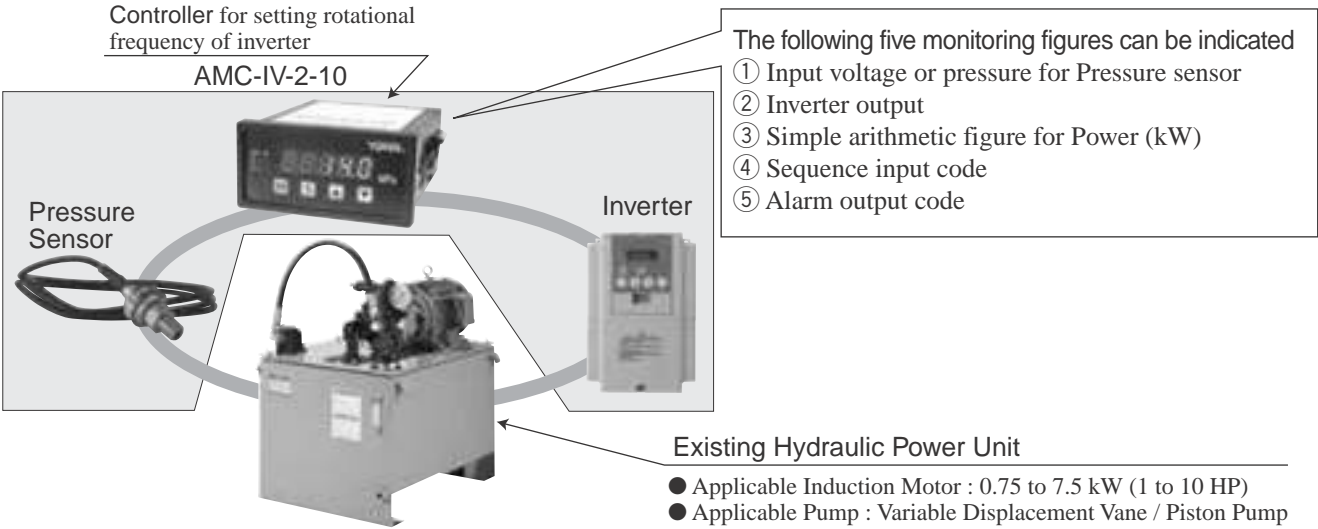 Controller for setting rotational
frequency of inverter
AMC-IV-2-10
The following five monitoring figures can be indicated
① Input voltage or pressure for Pressure sensor
② Inverter output
③ Simple arithmetic figure for Power (kW)
④ Sequence input code
⑤ Alarm output code
Pressure
Sensor
Inverter
Existing Hydraulic Power Unit
● Applicable Induction Motor : 0.75 to 7.5 kW (1 to 10 HP)
● Applicable Pump : Variable Displacement Vane / Piston Pump